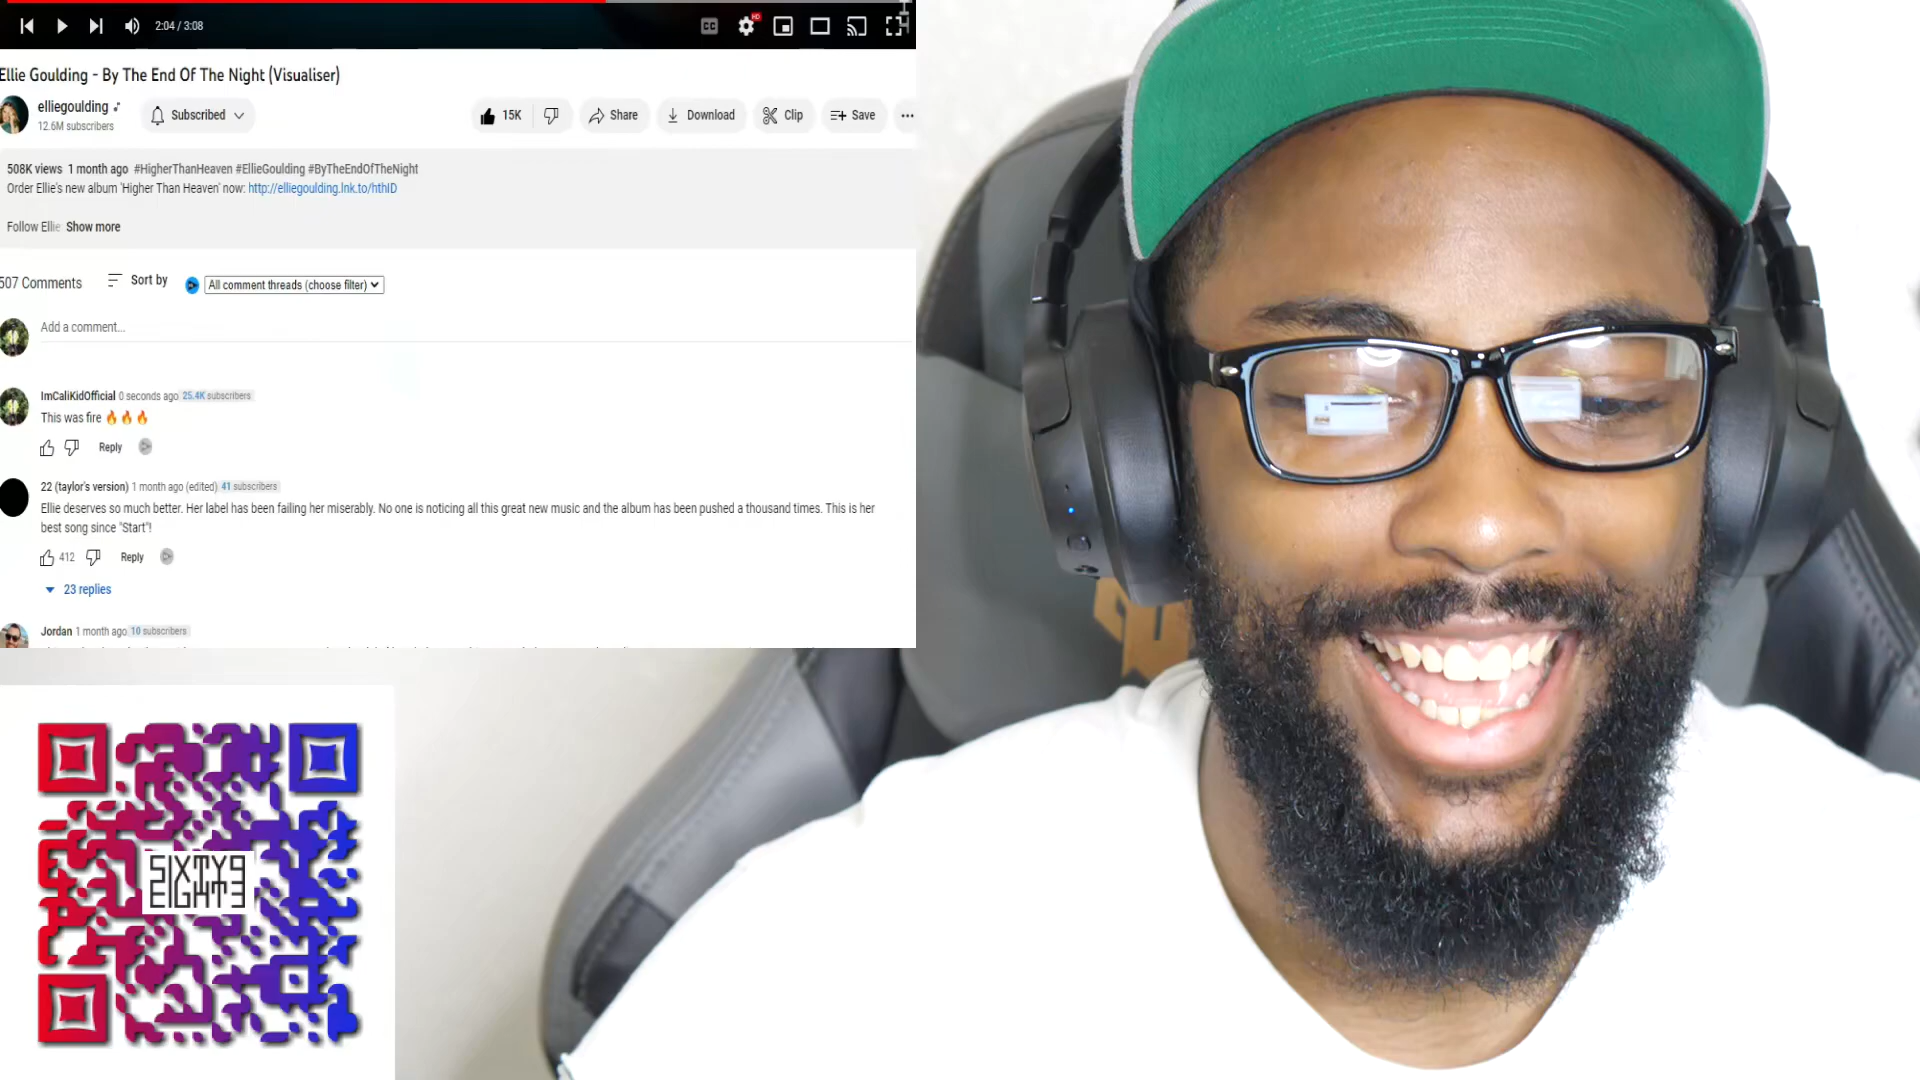 2:04 / 3:08
CC
HD
Ellie Goulding - By The End Of The Night (Visualiser)
elliegoulding
12.6M subscribers
Subscribed
15K
Share
Download
Clip
Save
508K views 1 month ago #HigherThanHeaven #EllieGoulding #ByTheEndOfTheNight
Order Ellie's new album 'Higher Than Heaven' now: http://elliegoulding.lnk.to/hthID
Follow Ellie Show more
507 Comments
Sort by
All comment threads (choose filter)
Add a comment...
ImCaliKidOfficial 0 seconds ago 25.4K subscribers
This was fire 🔥🔥🔥
Reply
22 (taylor's version) 1 month ago (edited) 41 subscribers
Ellie deserves so much better. Her label has been failing her miserably. No one is noticing all this great new music and the album has been pushed a thousand times. This is her
best song since "Start"!
412
Reply
23 replies
Jordan 1 month ago 10 subscribers
SIXTY9
EIGHT3